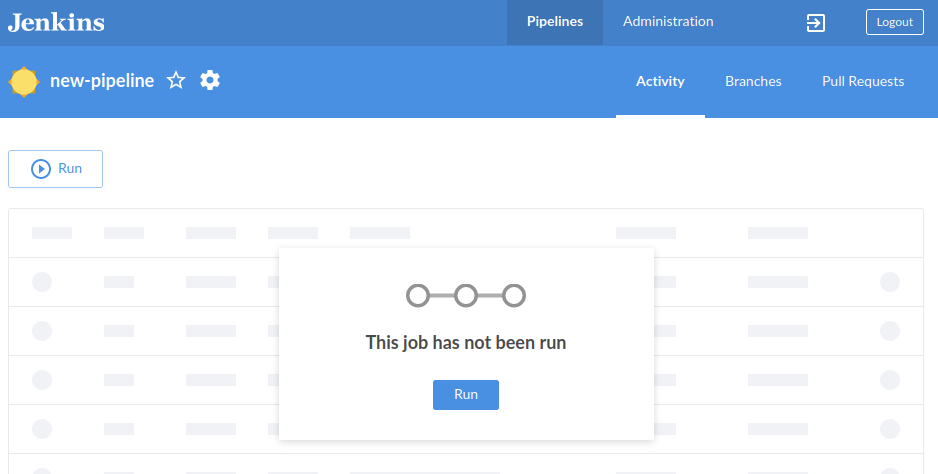 Jenkins
Pipelines
Administration
Logout
new-pipeline
Activity
Branches
Pull Requests
Run
This job has not been run
Run